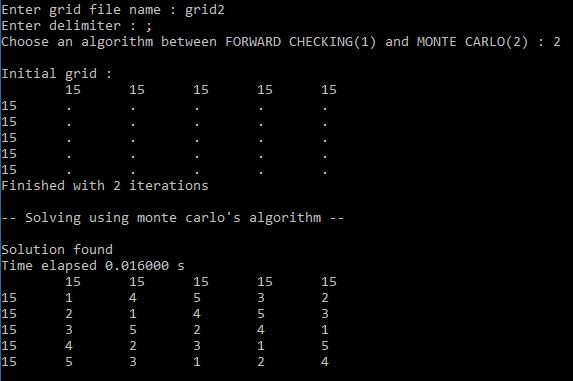 Enter grid file name : grid2
Enter delimiter : ;
Choose an algorithm between FORWARD CHECKING(1) and MONTE CARLO(2) : 2
Initial grid :
15 15 15 15 15
15 . . . . .
15 . . . . .
15 . . . . .
15 . . . . .
15 . . . . .
Finished with 2 iterations
-- Solving using monte carlo's algorithm --
Solution found
Time elapsed 0.016000 s
15 15 15 15 15
15 1 4 5 3 2
15 2 1 4 5 3
15 3 5 2 4 1
15 4 2 3 1 5
15 5 3 1 2 4